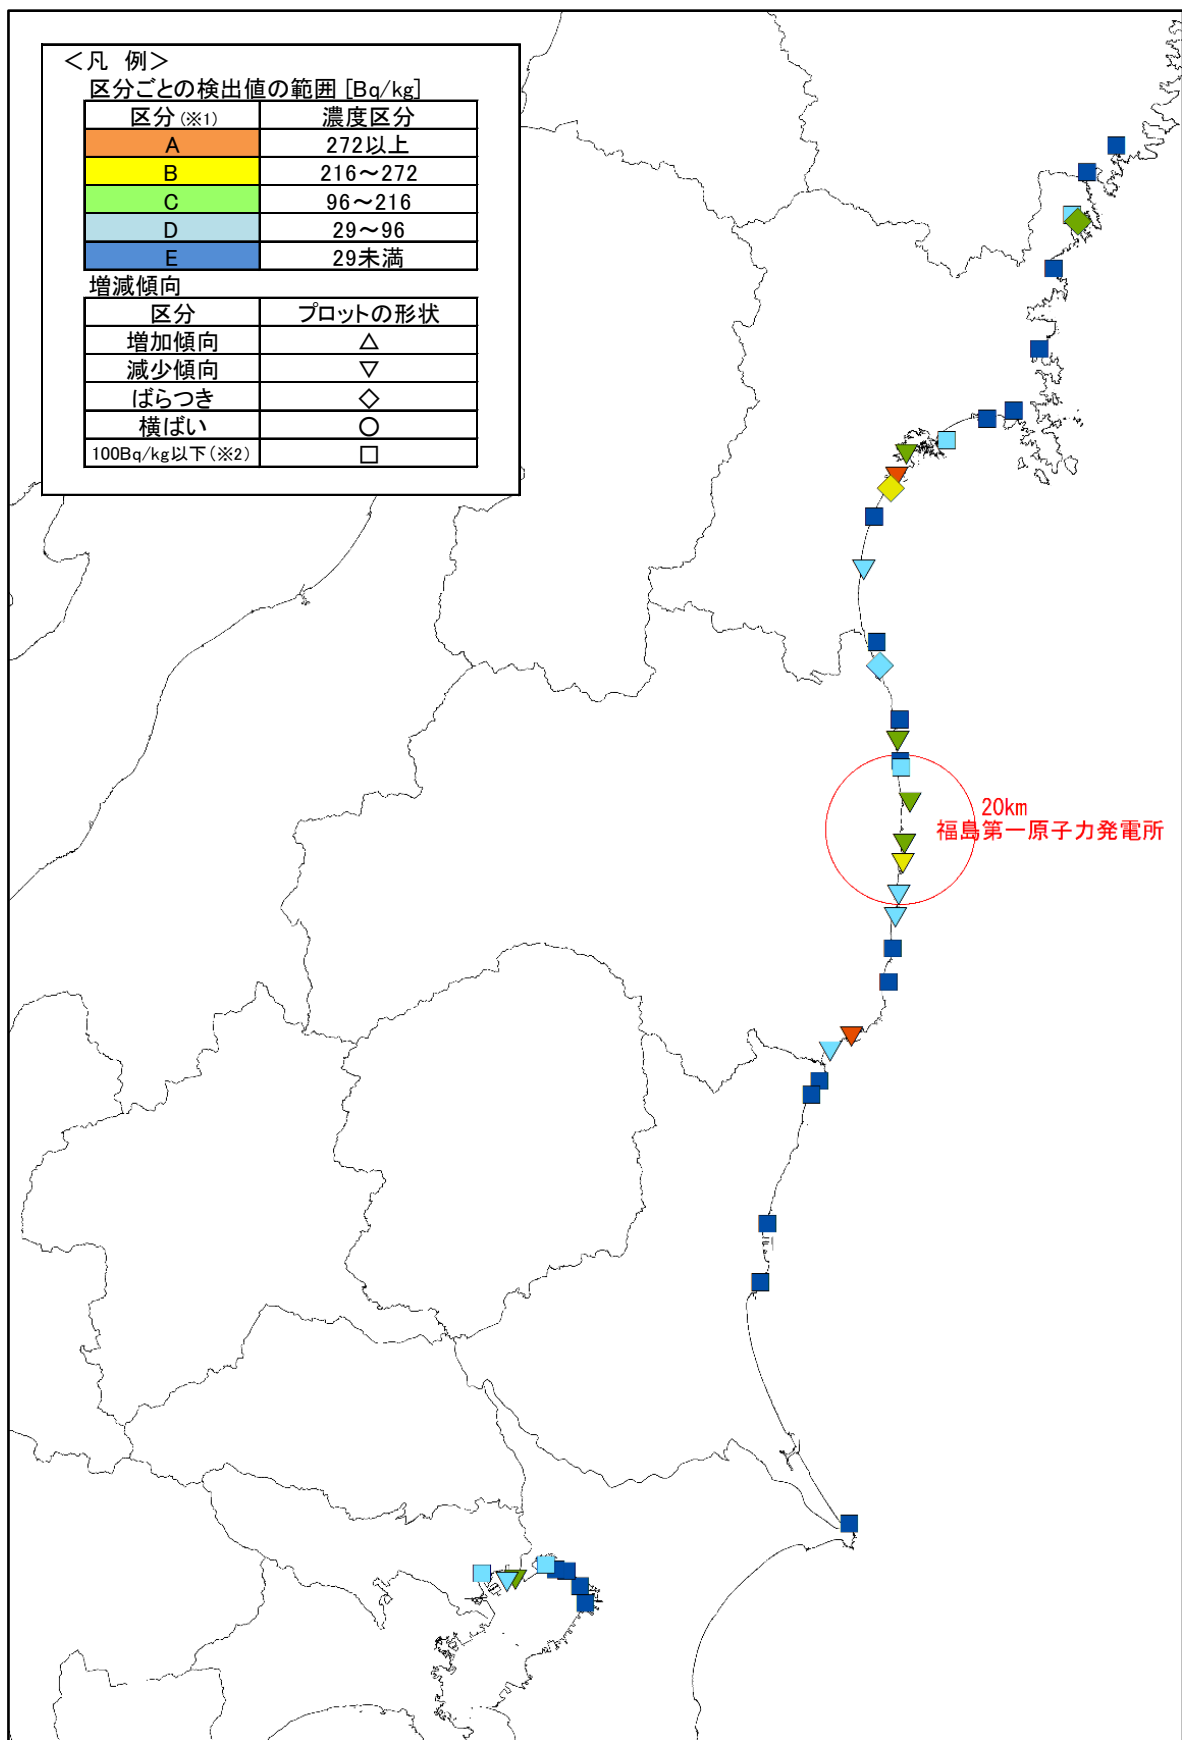 ＜凡 例＞
区分ごとの検出値の範囲 [Bq/kg]
区分(※1) 濃度区分
A 272以上
B 216～272
C 96～216
D 29～96
E 29未満
増減傾向
区分 プロットの形状
増加傾向 △
減少傾向 ▽
ばらつき ◇
横ばい ○
100Bq/kg以下(※2) □
20km
福島第一原子力発電所